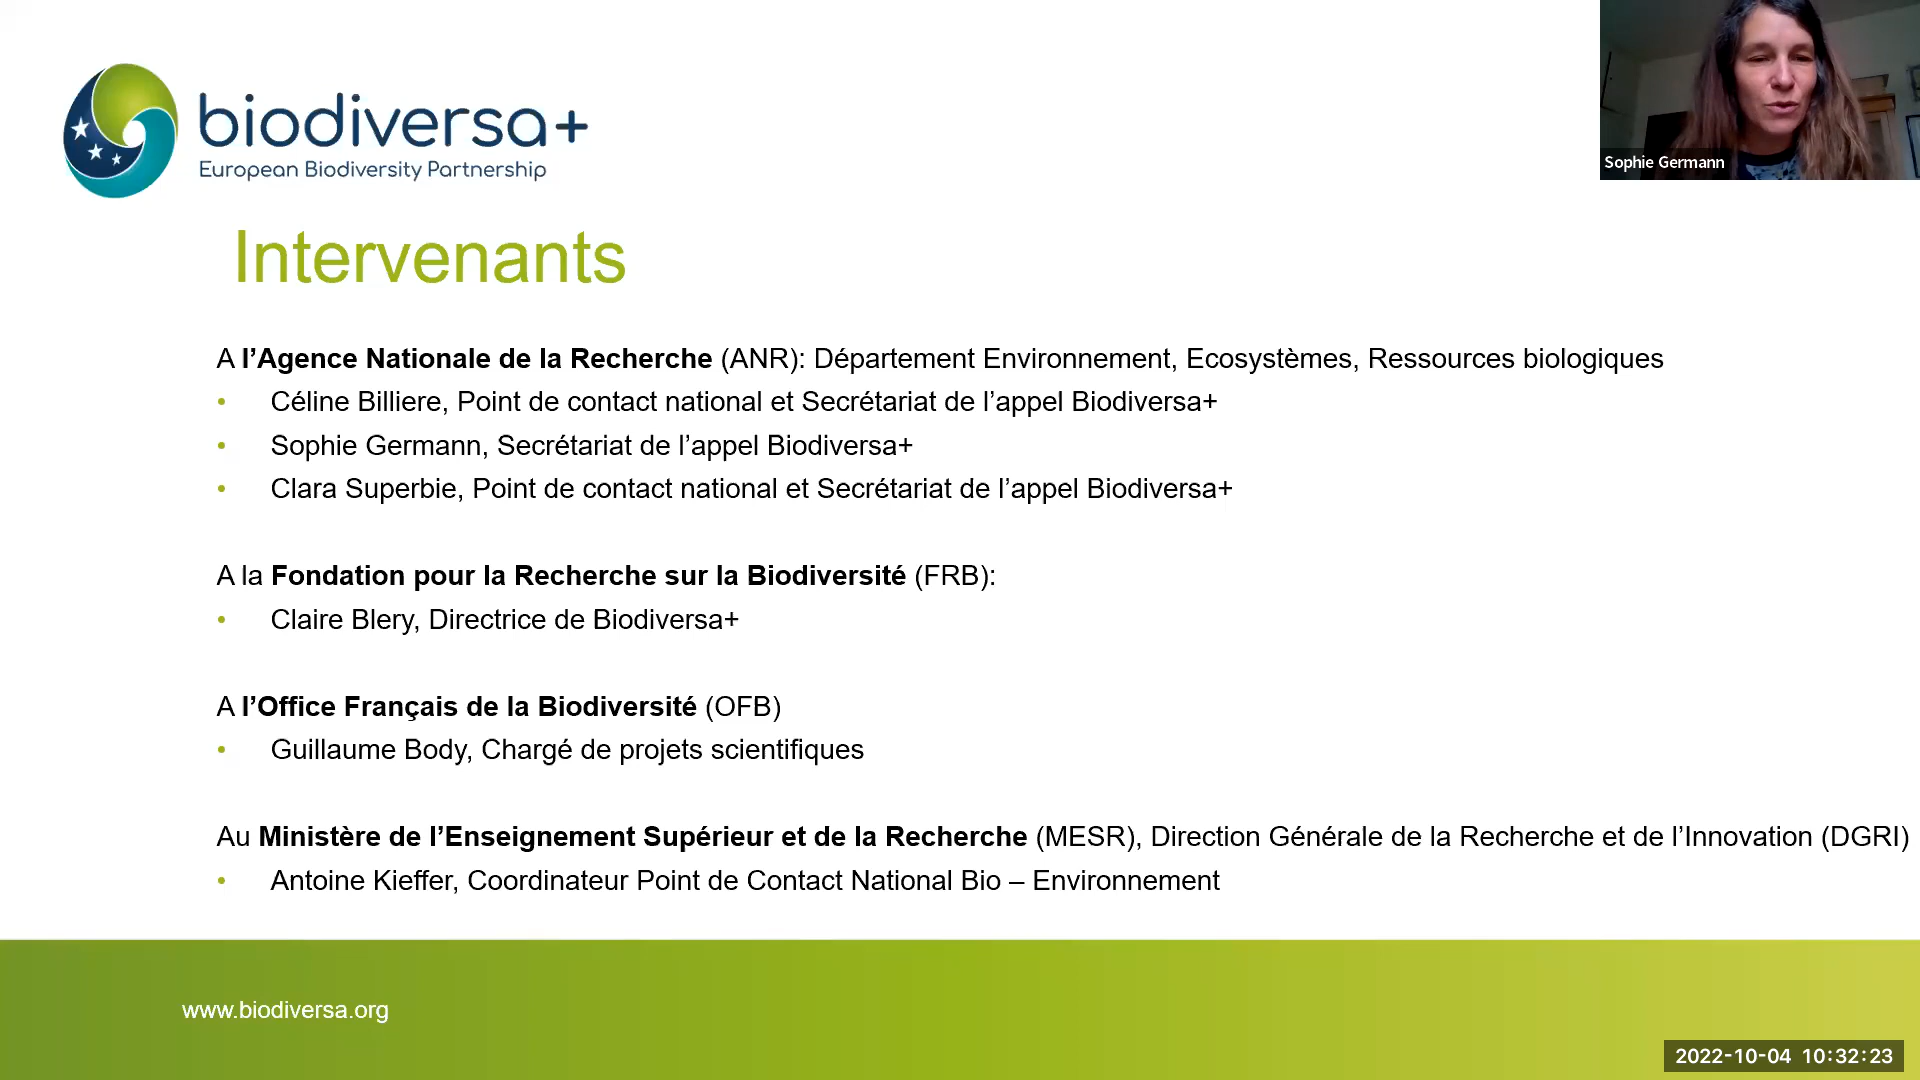 biodiversa+
European Biodiversity Partnership
Sophie Germann
Intervenants
A l’Agence Nationale de la Recherche (ANR): Département Environnement, Ecosystèmes, Ressources biologiques
• Céline Billiere, Point de contact national et Secrétariat de l’appel Biodiversa+
• Sophie Germann, Secrétariat de l’appel Biodiversa+
• Clara Superbie, Point de contact national et Secrétariat de l’appel Biodiversa+
A la Fondation pour la Recherche sur la Biodiversité (FRB):
• Claire Blery, Directrice de Biodiversa+
A l’Office Français de la Biodiversité (OFB)
• Guillaume Body, Chargé de projets scientifiques
Au Ministère de l’Enseignement Supérieur et de la Recherche (MESR), Direction Générale de la Recherche et de l’Innovation (DGRI)
• Antoine Kieffer, Coordinateur Point de Contact National Bio – Environnement
www.biodiversa.org
2022-10-04 10:32:23